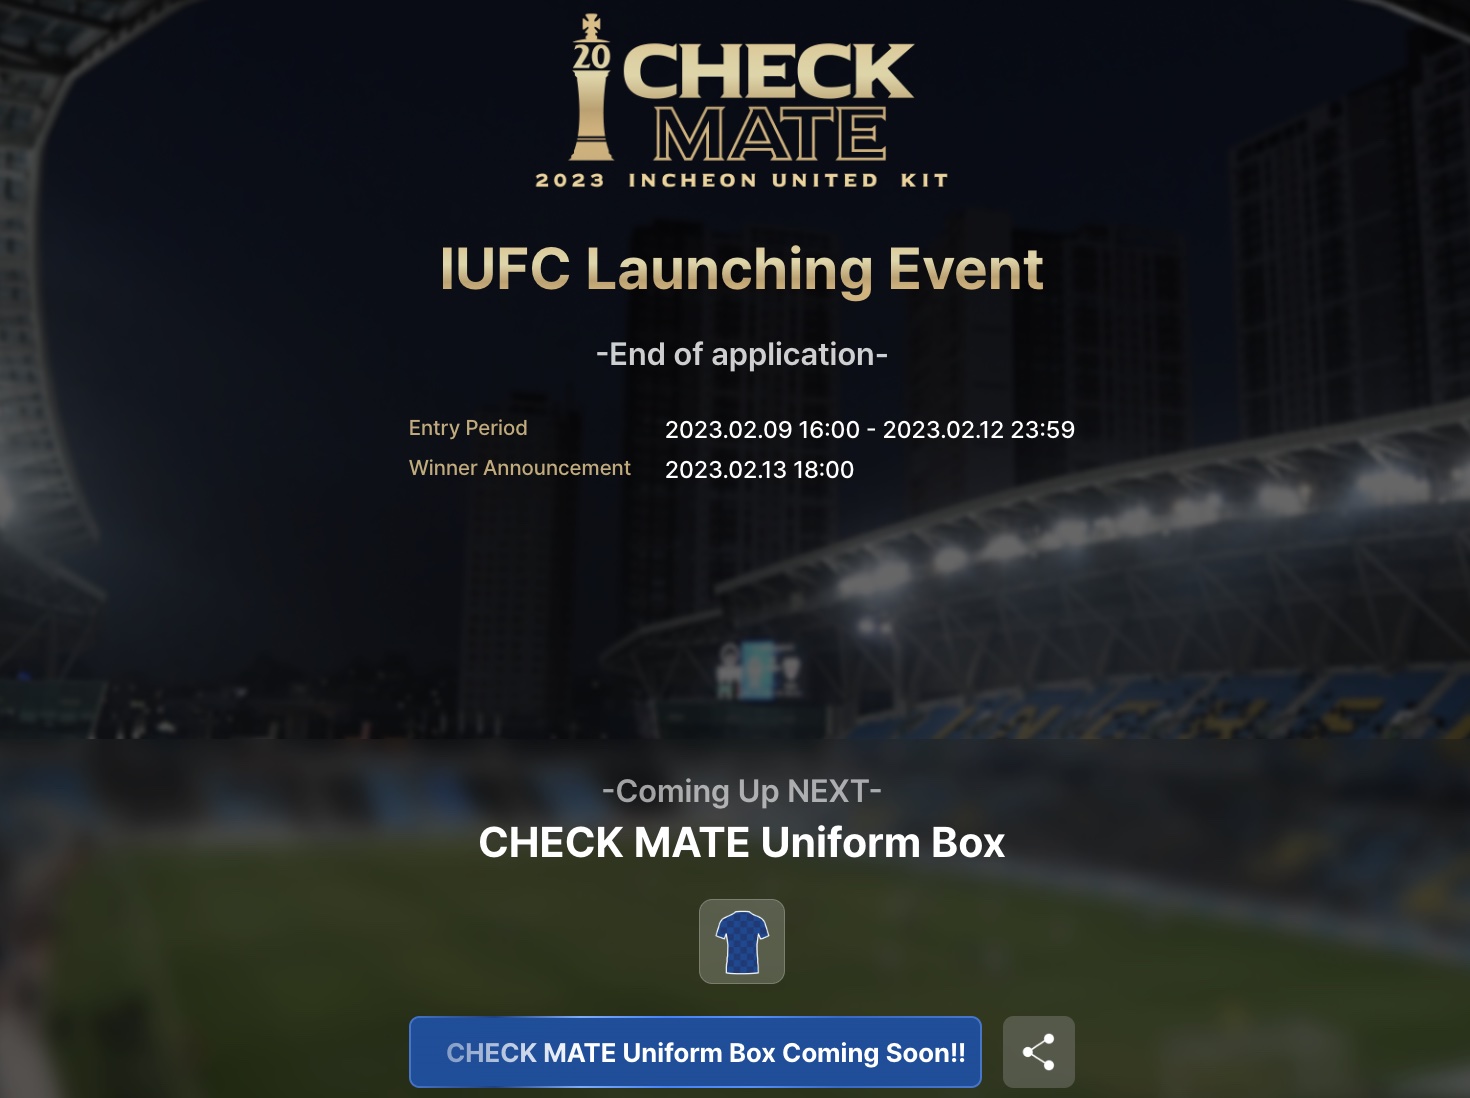 20
CHECK
MATE
2023 INCHEON UNITED KIT
IUFC Launching Event
-End of application-
Entry Period 2023.02.09 16:00 - 2023.02.12 23:59
Winner Announcement 2023.02.13 18:00
-Coming Up NEXT-
CHECK MATE Uniform Box
CHECK MATE Uniform Box Coming Soon!!